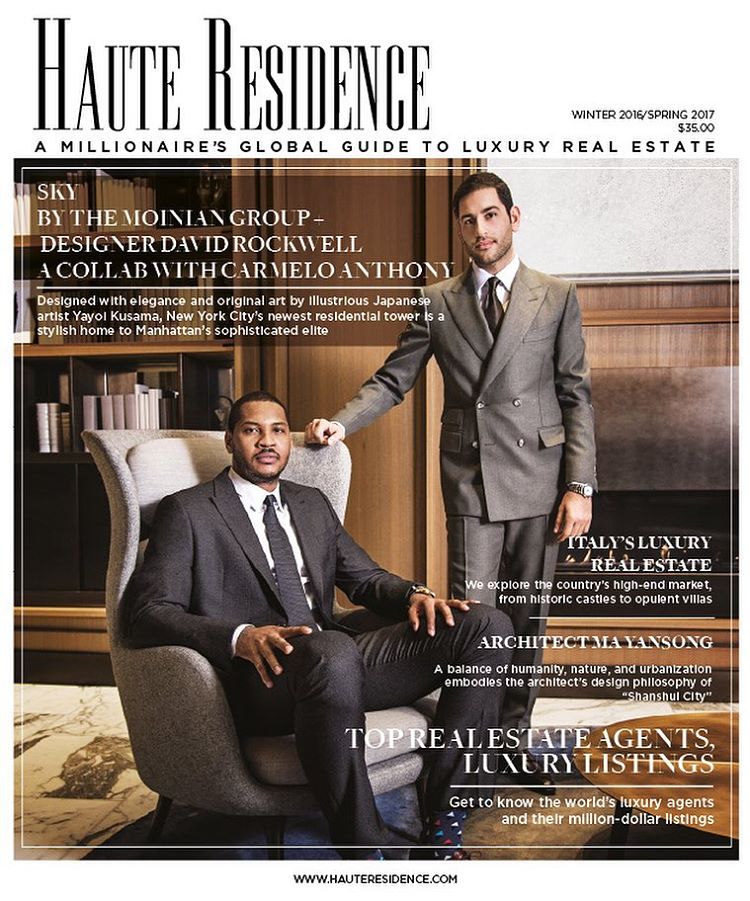 HAUTE RESIDENCE
WINTER 2016/SPRING 2017
$35.00
A MILLIONAIRE'S GLOBAL GUIDE TO LUXURY REAL ESTATE
SKY
BY THE MOINIAN GROUP +
DESIGNER DAVID ROCKWELL
A COLLAB WITH CARMELO ANTHONY
Designed with elegance and original art by illustrious Japanese
artist Yayoi Kusama, New York City's newest residential tower is a
stylish home to Manhattan's sophisticated elite
ITALY'S LUXURY
REAL ESTATE
We explore the country's high-end market,
from historic castles to opulent villas
ARCHITECT MA YANSONG
A balance of humanity, nature, and urbanization
embodies the architect's design philosophy of
"Shanshui City"
TOP REAL ESTATE AGENTS,
LUXURY LISTINGS
Get to know the world's luxury agents
and their million-dollar listings
WWW.HAUTERESIDENCE.COM